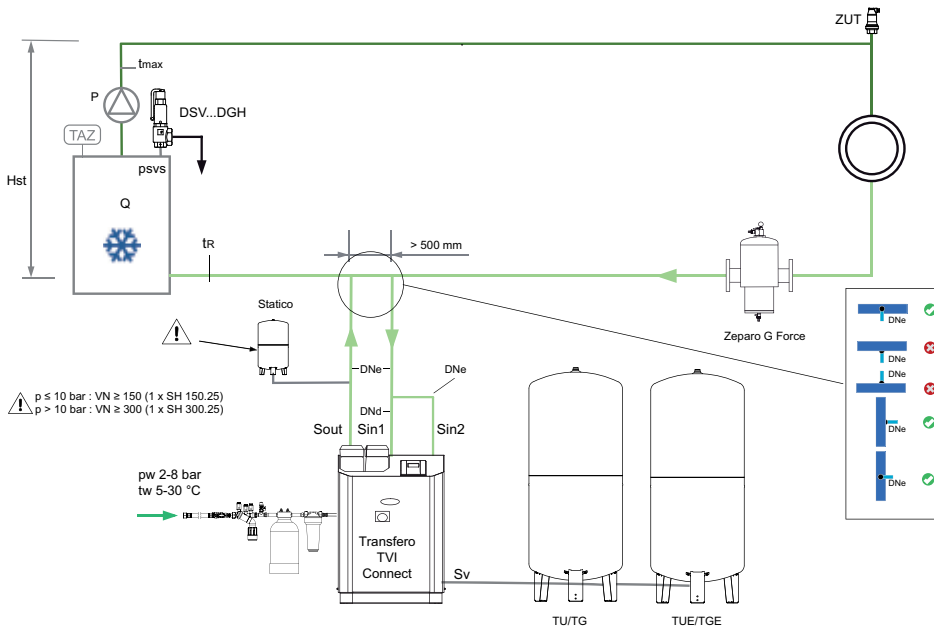 ZUT
tmax
P
DSV...DGH
TAZ
psvs
Hst
Q
tR
> 500 mm
Statico
Zeparo G Force
DNe
DNe
DNe
DNe
DNe
DNe
DNe
DNd
p ≤ 10 bar : VN ≥ 150 (1 x SH 150.25)
p > 10 bar : VN ≥ 300 (1 x SH 300.25)
Sout
Sin1
Sin2
pw 2-8 bar
tw 5-30 °C
Transfero
TVI
Connect
Sv
TU/TG
TUE/TGE